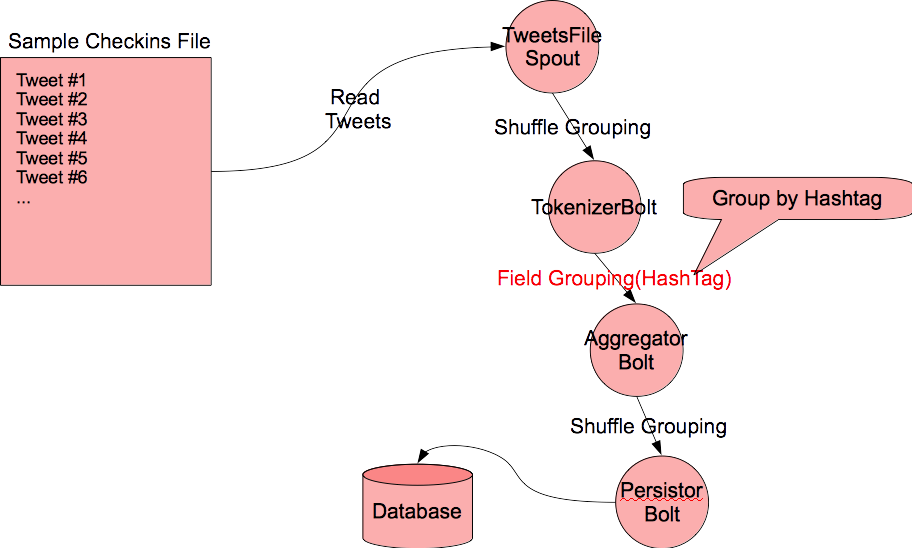 Sample Checkins File
Tweet #1
Tweet #2
Tweet #3
Tweet #4
Tweet #5
Tweet #6
...
Read
Tweets
TweetsFile
Spout
Shuffle Grouping
TokenizerBolt
Group by Hashtag
Field Grouping(HashTag)
Aggregator
Bolt
Shuffle Grouping
Persistor
Bolt
Database